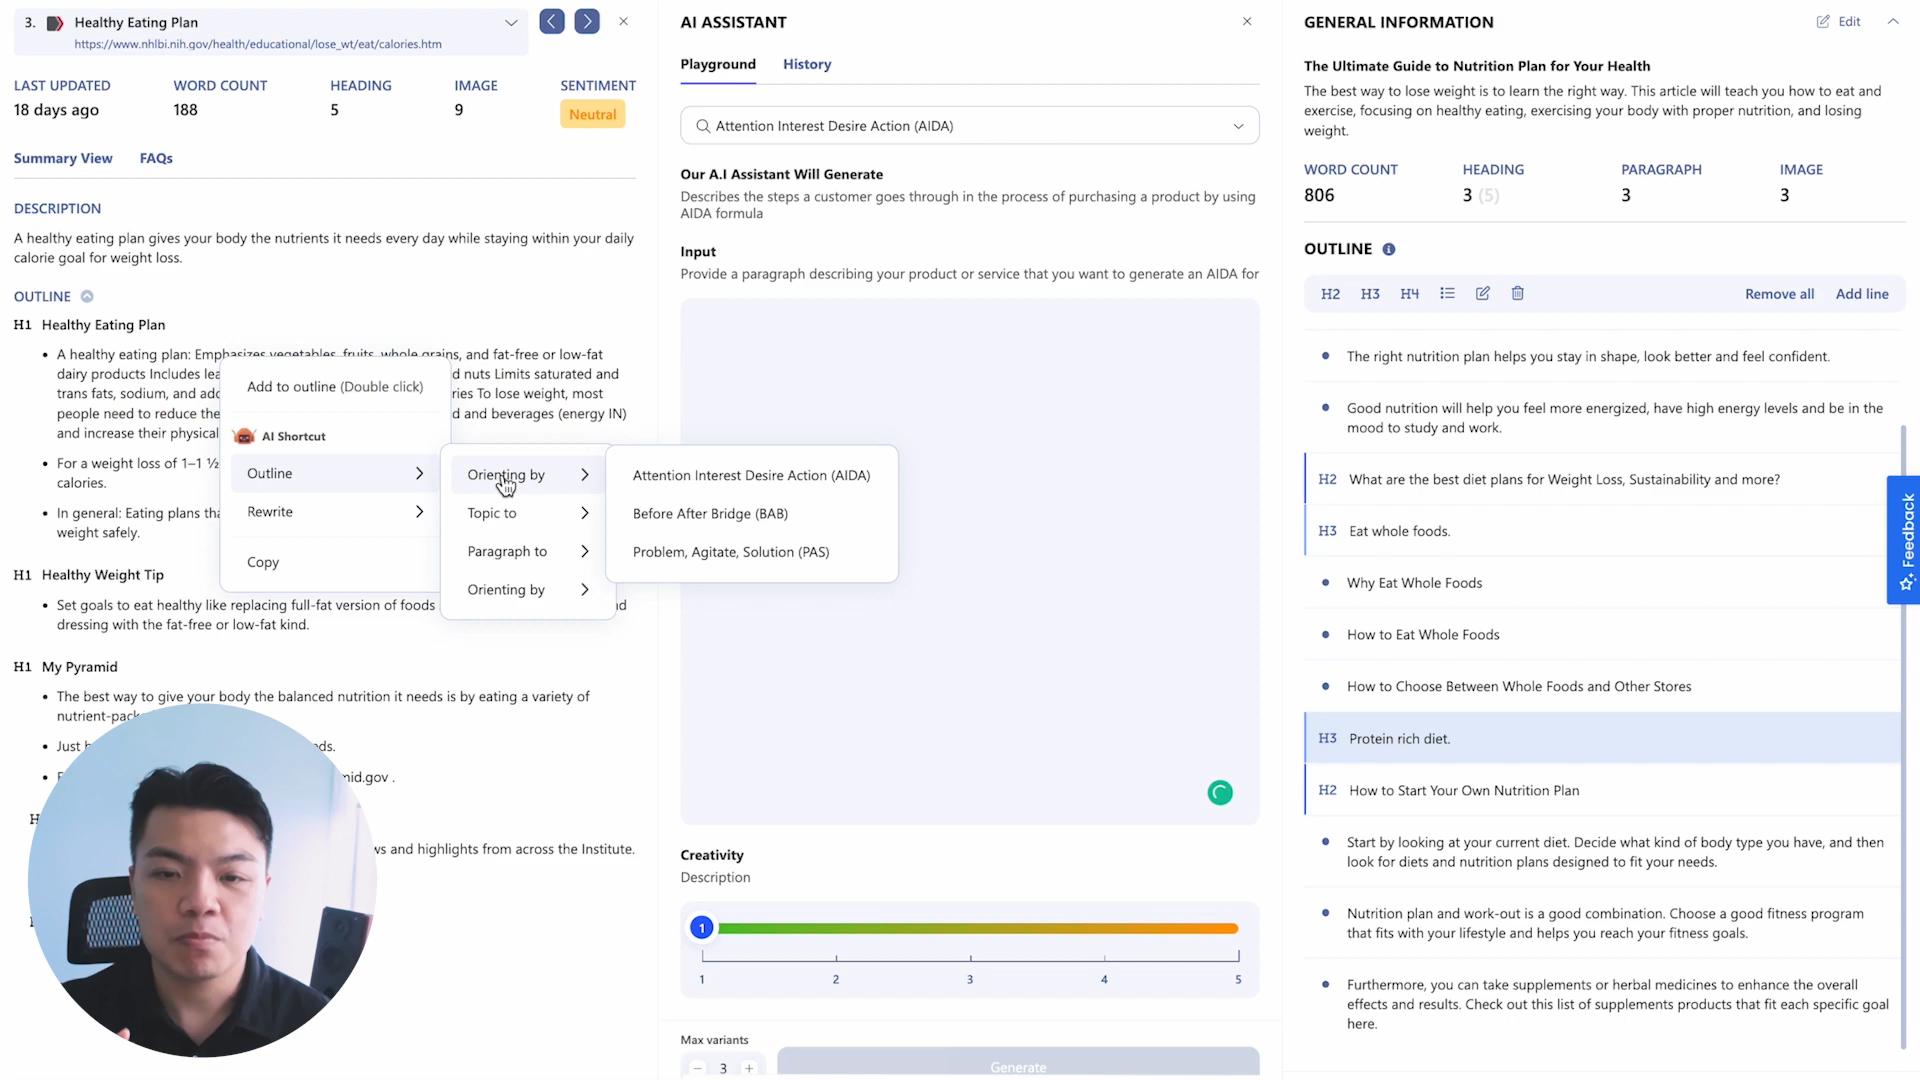 3. Healthy Eating Plan
https://www.nhlbi.nih.gov/health/educational/lose_wt/eat/calories.htm
LAST UPDATED WORD COUNT HEADING IMAGE SENTIMENT
18 days ago 188 5 9 Neutral
Summary View FAQs
DESCRIPTION
A healthy eating plan gives your body the nutrients it needs every day while staying within your daily
calorie goal for weight loss.
OUTLINE
H1 Healthy Eating Plan
• A healthy eating plan: Emphasizes vegetables, fruits, whole grains, and fat-free or low-fat
dairy products Includes lea d nuts Limits saturated and
trans fats, sodium, and add ries To lose weight, most
people need to reduce the d and beverages (energy IN)
and increase their physical
• For a weight loss of 1–1 ½
calories.
• In general: Eating plans tha
weight safely.
H1 Healthy Weight Tip
• Set goals to eat healthy like replacing full-fat version of foods d
dressing with the fat-free or low-fat kind.
H1 My Pyramid
• The best way to give your body the balanced nutrition it needs is by eating a variety of
nutrient-pack
• Just ds.
• mid.gov .
H
ws and highlights from across the Institute.
Add to outline (Double click)
AI Shortcut
Outline
Rewrite
Copy
Orienting by
Topic to
Paragraph to
Orienting by
Attention Interest Desire Action (AIDA)
Before After Bridge (BAB)
Problem, Agitate, Solution (PAS)
AI ASSISTANT
Playground History
Attention Interest Desire Action (AIDA)
Our A.I Assistant Will Generate
Describes the steps a customer goes through in the process of purchasing a product by using
AIDA formula
Input
Provide a paragraph describing your product or service that you want to generate an AIDA for
Creativity
Description
1
1 2 3 4 5
Max variants
− 3 +
Generate
GENERAL INFORMATION Edit
The Ultimate Guide to Nutrition Plan for Your Health
The best way to lose weight is to learn the right way. This article will teach you how to eat and
exercise, focusing on healthy eating, exercising your body with proper nutrition, and losing
weight.
WORD COUNT HEADING PARAGRAPH IMAGE
806 3 (5) 3 3
OUTLINE
H2 H3 H4 Remove all Add line
• The right nutrition plan helps you stay in shape, look better and feel confident.
• Good nutrition will help you feel more energized, have high energy levels and be in the
mood to study and work.
H2 What are the best diet plans for Weight Loss, Sustainability and more?
H3 Eat whole foods.
• Why Eat Whole Foods
• How to Eat Whole Foods
• How to Choose Between Whole Foods and Other Stores
H3 Protein rich diet.
H2 How to Start Your Own Nutrition Plan
• Start by looking at your current diet. Decide what kind of body type you have, and then
look for diets and nutrition plans designed to fit your needs.
• Nutrition plan and work-out is a good combination. Choose a good fitness program
that fits with your lifestyle and helps you reach your fitness goals.
• Furthermore, you can take supplements or herbal medicines to enhance the overall
effects and results. Check out this list of supplements products that fit each specific goal
here.
Feedback